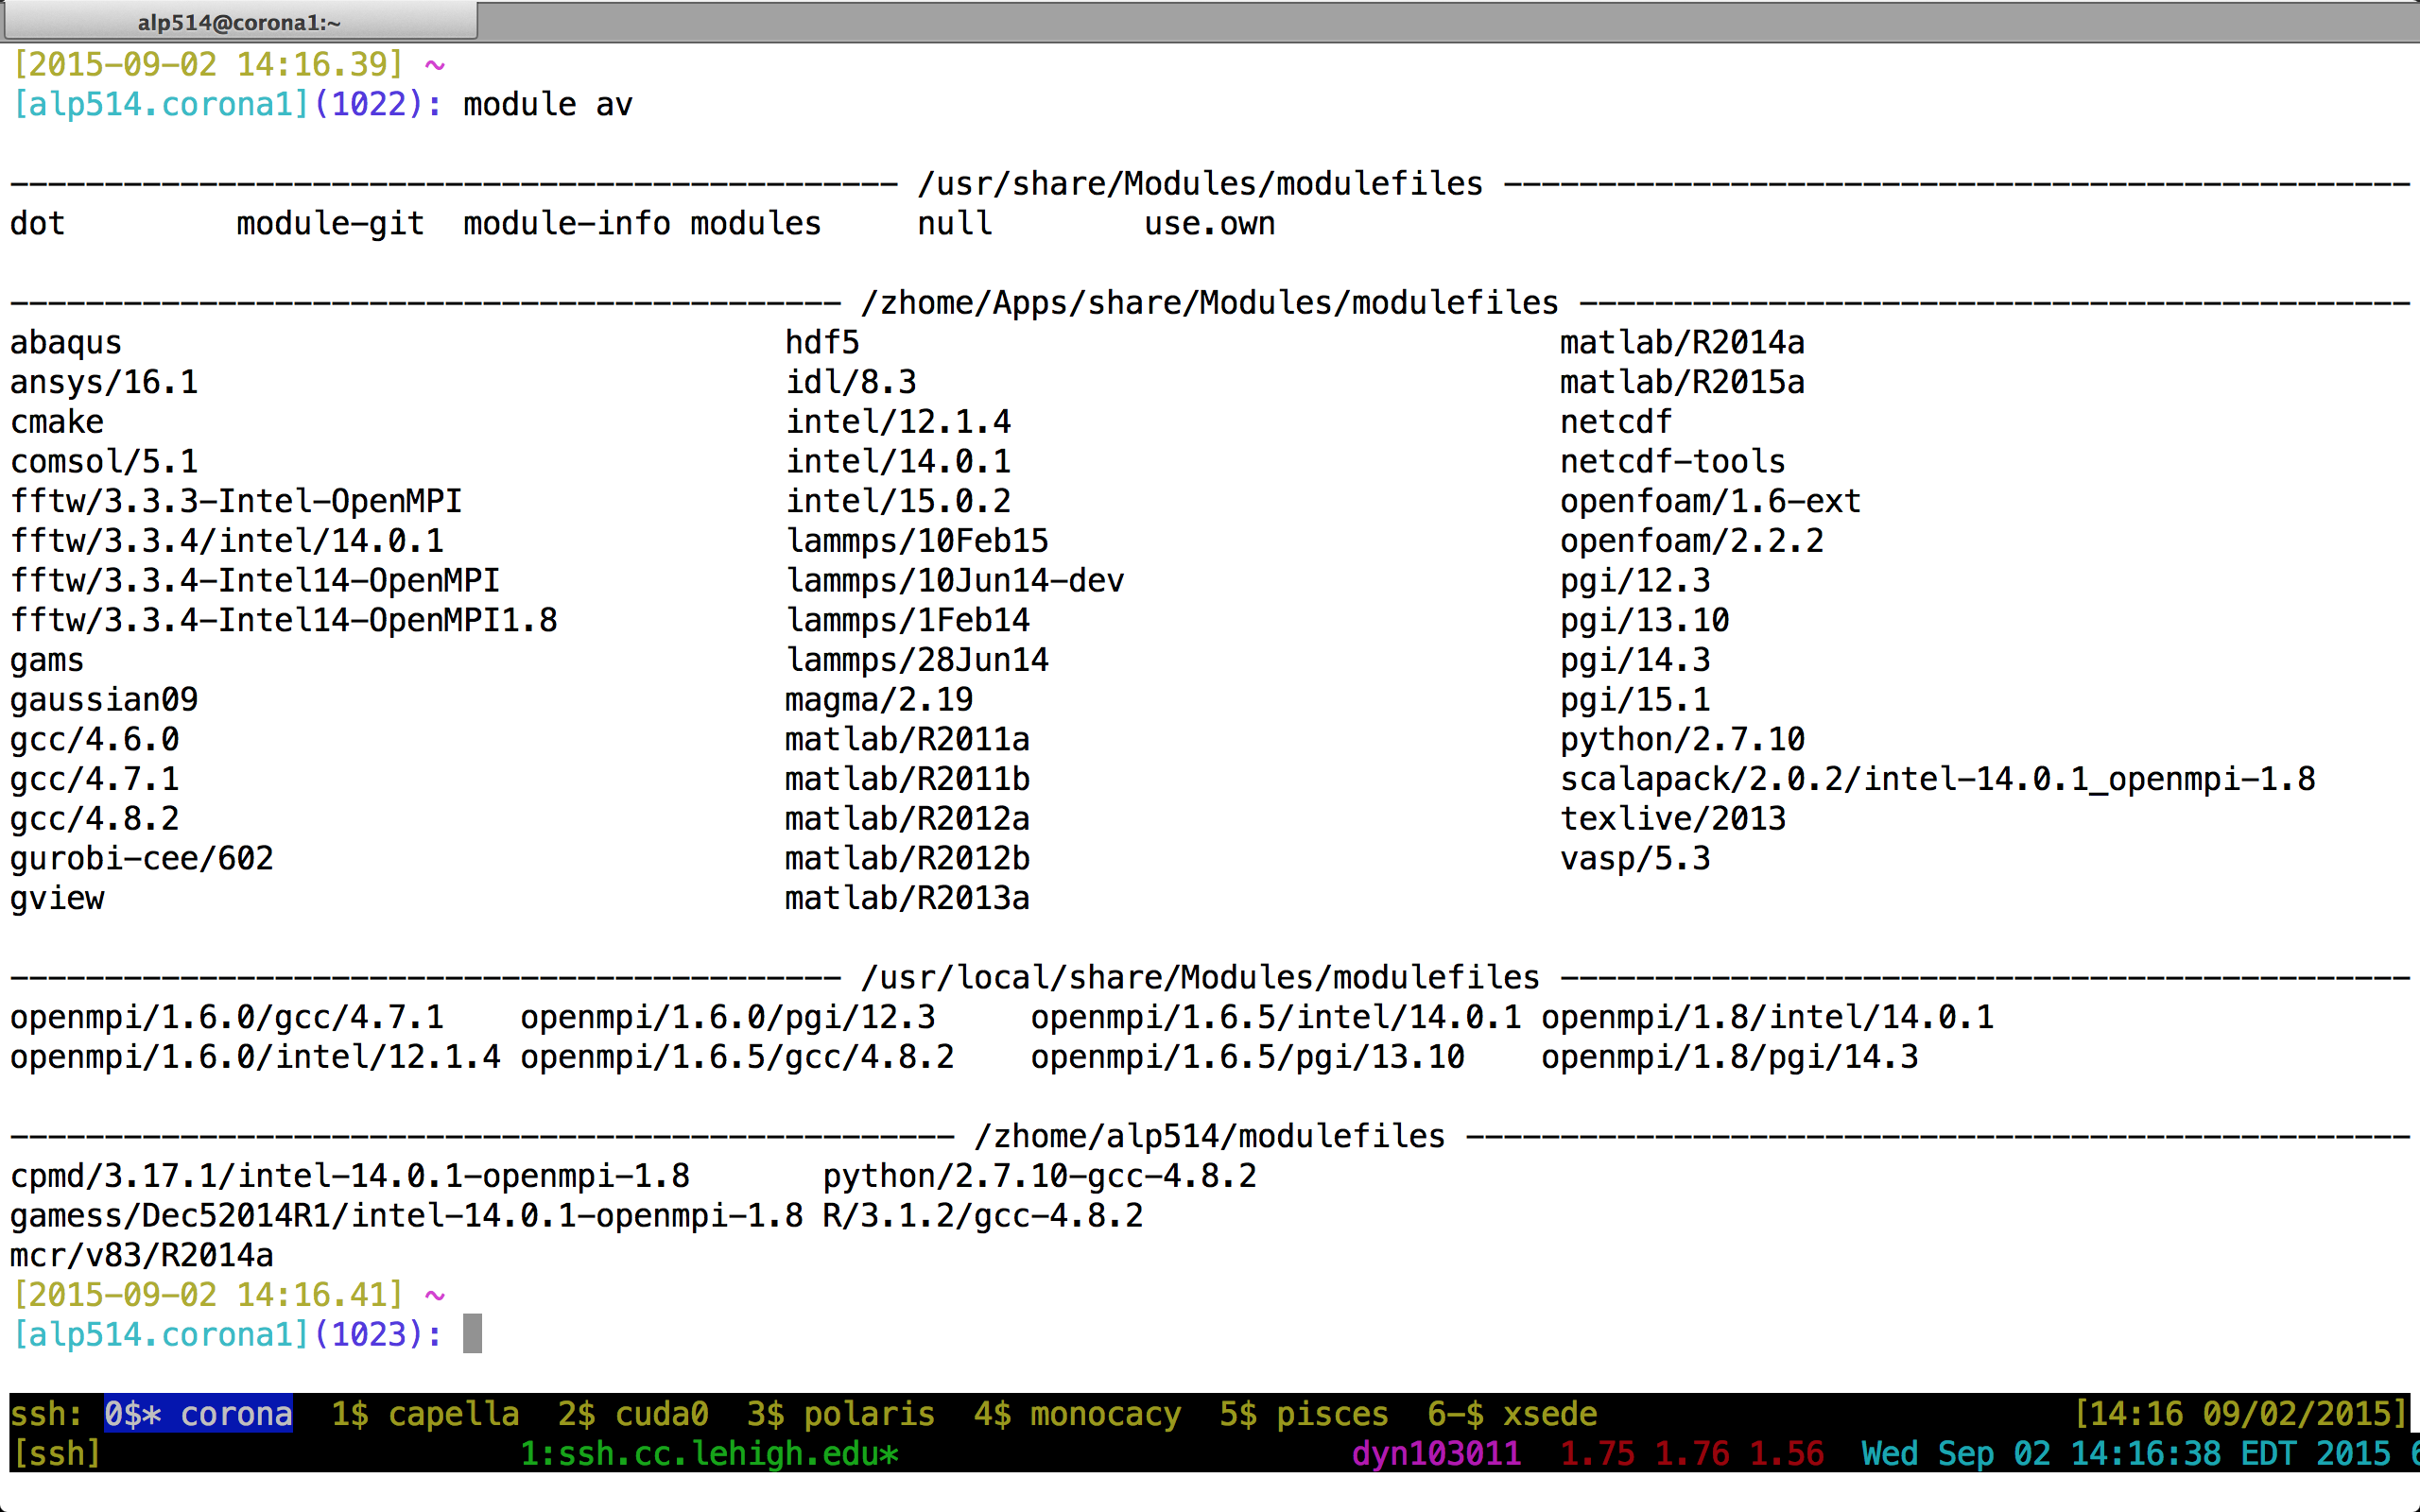 alp514@corona1:~
[2015-09-02 14:16.39] ~
[alp514.corona1](1022): module av
----------------------------------------------- /usr/share/Modules/modulefiles ------------------------------------------------
dot         module-git  module-info modules     null        use.own
-------------------------------------------- /zhome/Apps/share/Modules/modulefiles --------------------------------------------
abaqus                                   hdf5                                     matlab/R2014a
ansys/16.1                               idl/8.3                                  matlab/R2015a
cmake                                    intel/12.1.4                             netcdf
comsol/5.1                               intel/14.0.1                             netcdf-tools
fftw/3.3.3-Intel-OpenMPI                 intel/15.0.2                             openfoam/1.6-ext
fftw/3.3.4/intel/14.0.1                  lammps/10Feb15                           openfoam/2.2.2
fftw/3.3.4-Intel14-OpenMPI               lammps/10Jun14-dev                       pgi/12.3
fftw/3.3.4-Intel14-OpenMPI1.8            lammps/1Feb14                            pgi/13.10
gams                                     lammps/28Jun14                           pgi/14.3
gaussian09                               magma/2.19                               pgi/15.1
gcc/4.6.0                                matlab/R2011a                            python/2.7.10
gcc/4.7.1                                matlab/R2011b                            scalapack/2.0.2/intel-14.0.1_openmpi-1.8
gcc/4.8.2                                matlab/R2012a                            texlive/2013
gurobi-cee/602                           matlab/R2012b                            vasp/5.3
gview                                    matlab/R2013a
-------------------------------------------- /usr/local/share/Modules/modulefiles ---------------------------------------------
openmpi/1.6.0/gcc/4.7.1    openmpi/1.6.0/pgi/12.3     openmpi/1.6.5/intel/14.0.1 openmpi/1.8/intel/14.0.1
openmpi/1.6.0/intel/12.1.4 openmpi/1.6.5/gcc/4.8.2    openmpi/1.6.5/pgi/13.10    openmpi/1.8/pgi/14.3
-------------------------------------------------- /zhome/alp514/modulefiles --------------------------------------------------
cpmd/3.17.1/intel-14.0.1-openmpi-1.8       python/2.7.10-gcc-4.8.2
gamess/Dec52014R1/intel-14.0.1-openmpi-1.8 R/3.1.2/gcc-4.8.2
mcr/v83/R2014a
[2015-09-02 14:16.41] ~
[alp514.corona1](1023):
ssh: 0$* corona  1$ capella  2$ cuda0  3$ polaris  4$ monocacy  5$ pisces  6-$ xsede [14:16 09/02/2015]
[ssh] 1:ssh.cc.lehigh.edu* dyn103011  1.75 1.76 1.56  Wed Sep 02 14:16:38 EDT 2015